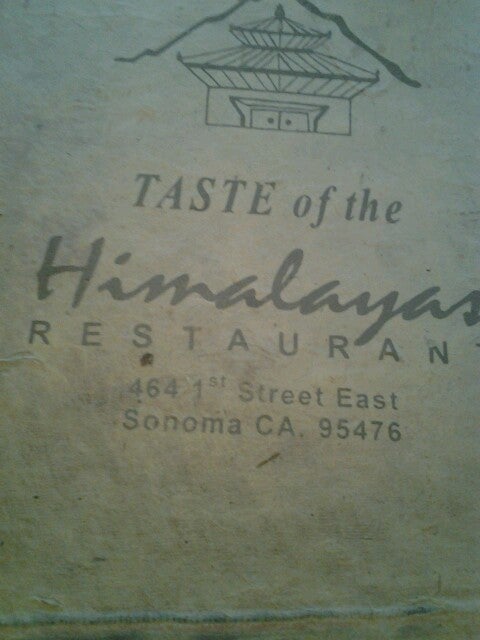 TASTE of the
Himalayas
RESTAURANT
464 1st Street East
Sonoma CA. 95476